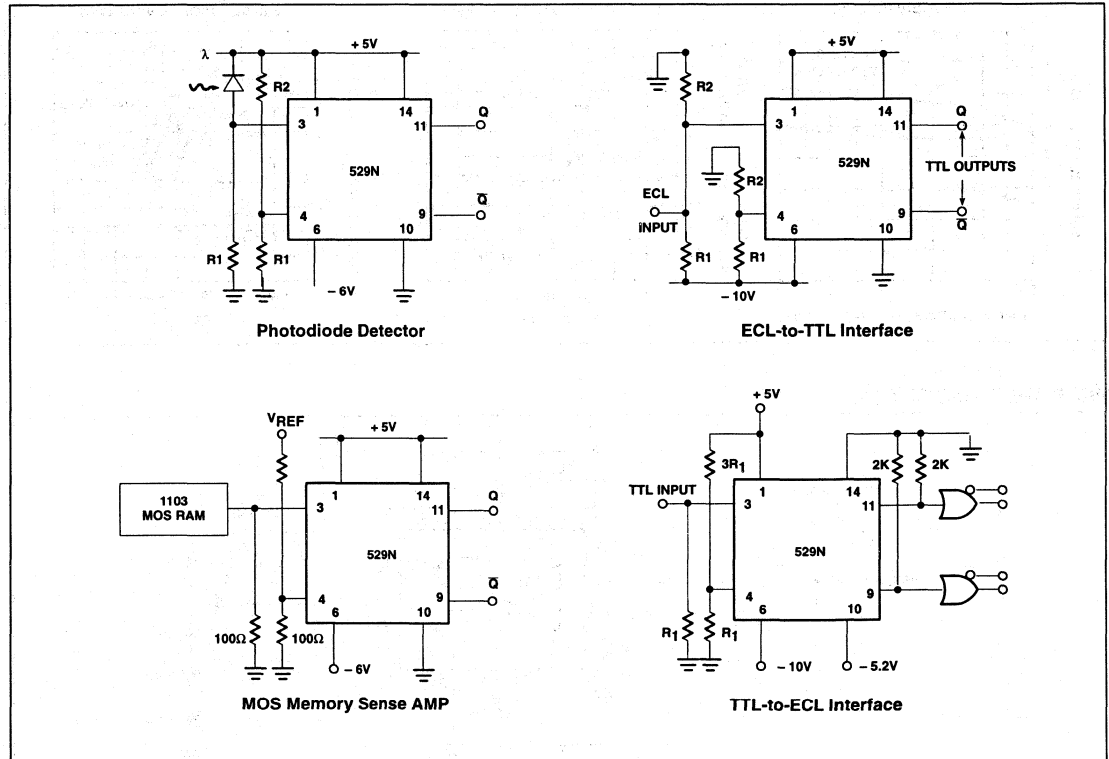 λ
+ 5V
R2
1
14
3
11
Q
529N
4
9
Q̅
6
10
R1
R1
– 6V
Photodiode Detector
+ 5V
R2
1
14
3
11
Q
529N
R2
TTL OUTPUTS
ECL
iNPUT
4
9
Q̅
6
10
R1
R1
– 10V
ECL-to-TTL Interface
VREF
+ 5V
1103
MOS RAM
1
14
3
11
Q
529N
4
9
Q̅
6
10
100Ω
100Ω
– 6V
MOS Memory Sense AMP
+ 5V
3R1
2K
2K
TTL INPUT
1
14
3
11
529N
4
9
6
10
R1
R1
– 10V
– 5.2V
TTL-to-ECL Interface